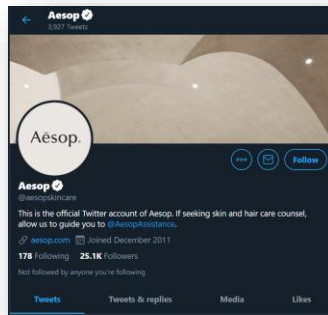 Aesop
3,927 Tweets
Aēsop.
Follow
Aesop
@aesopskincare
This is the official Twitter account of Aesop. If seeking skin and hair care counsel,
allow us to guide you to @AesopAssistance.
aesop.com Joined December 2011
178 Following 25.1K Followers
Not followed by anyone you're following
Tweets Tweets & replies Media Likes